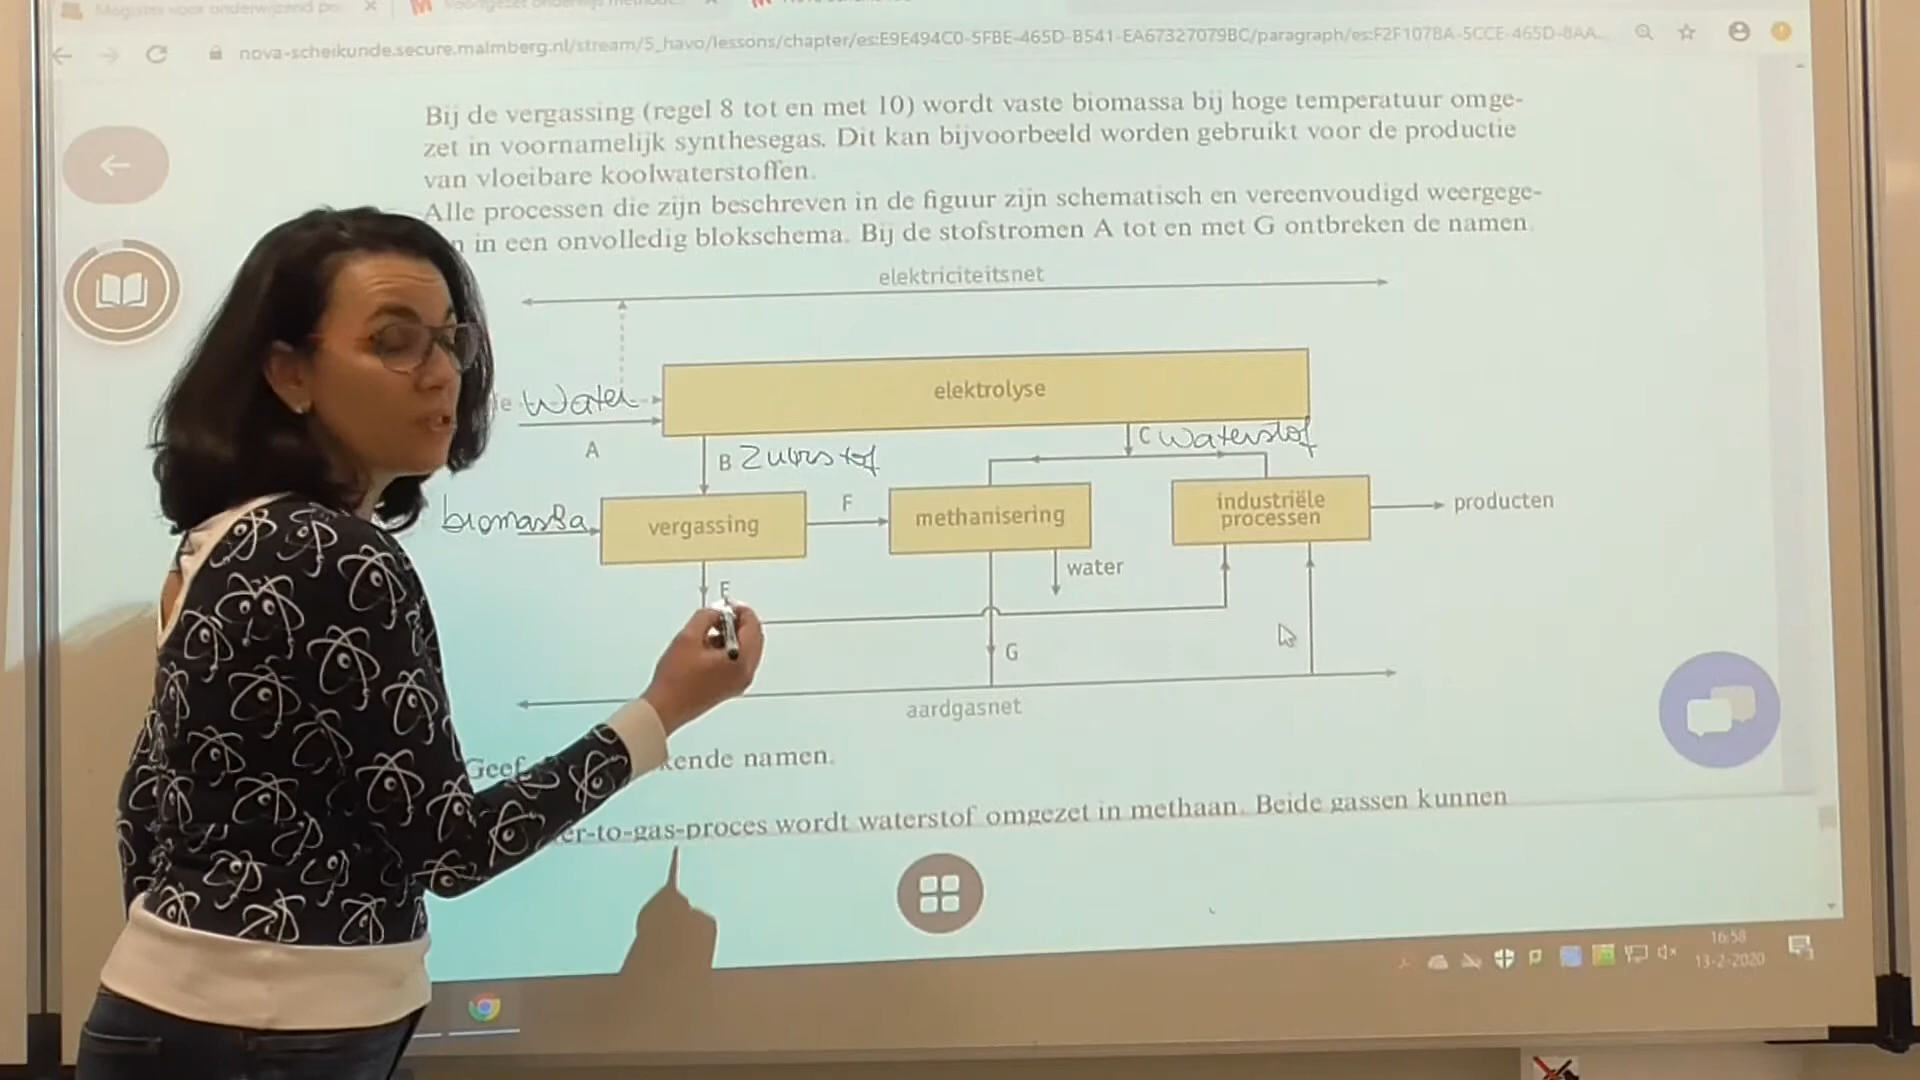 nova-scheikunde.secure.malmberg.nl/stream/5_havo/lessons/chapter/es:E9E494C0-5FBE-465D-B541-EA67327079BC/paragraph/es:F2F107BA-5CCE-465D-8AA...
Bij de vergassing (regel 8 tot en met 10) wordt vaste biomassa bij hoge temperatuur omge-
zet in voornamelijk synthesegas. Dit kan bijvoorbeeld worden gebruikt voor de productie
van vloeibare koolwaterstoffen.
Alle processen die zijn beschreven in de figuur zijn schematisch en vereenvoudigd weergege-
n in een onvolledig blokschema. Bij de stofstromen A tot en met G ontbreken de namen.
elektriciteitsnet
elektrolyse
e Water
A
B Zuurstof
C Waterstof
biomassa
vergassing
F
methanisering
industriële
processen
producten
water
E
G
aardgasnet
Geef kende namen.
er-to-gas-proces wordt waterstof omgezet in methaan. Beide gassen kunnen
16:58
13-2-2020